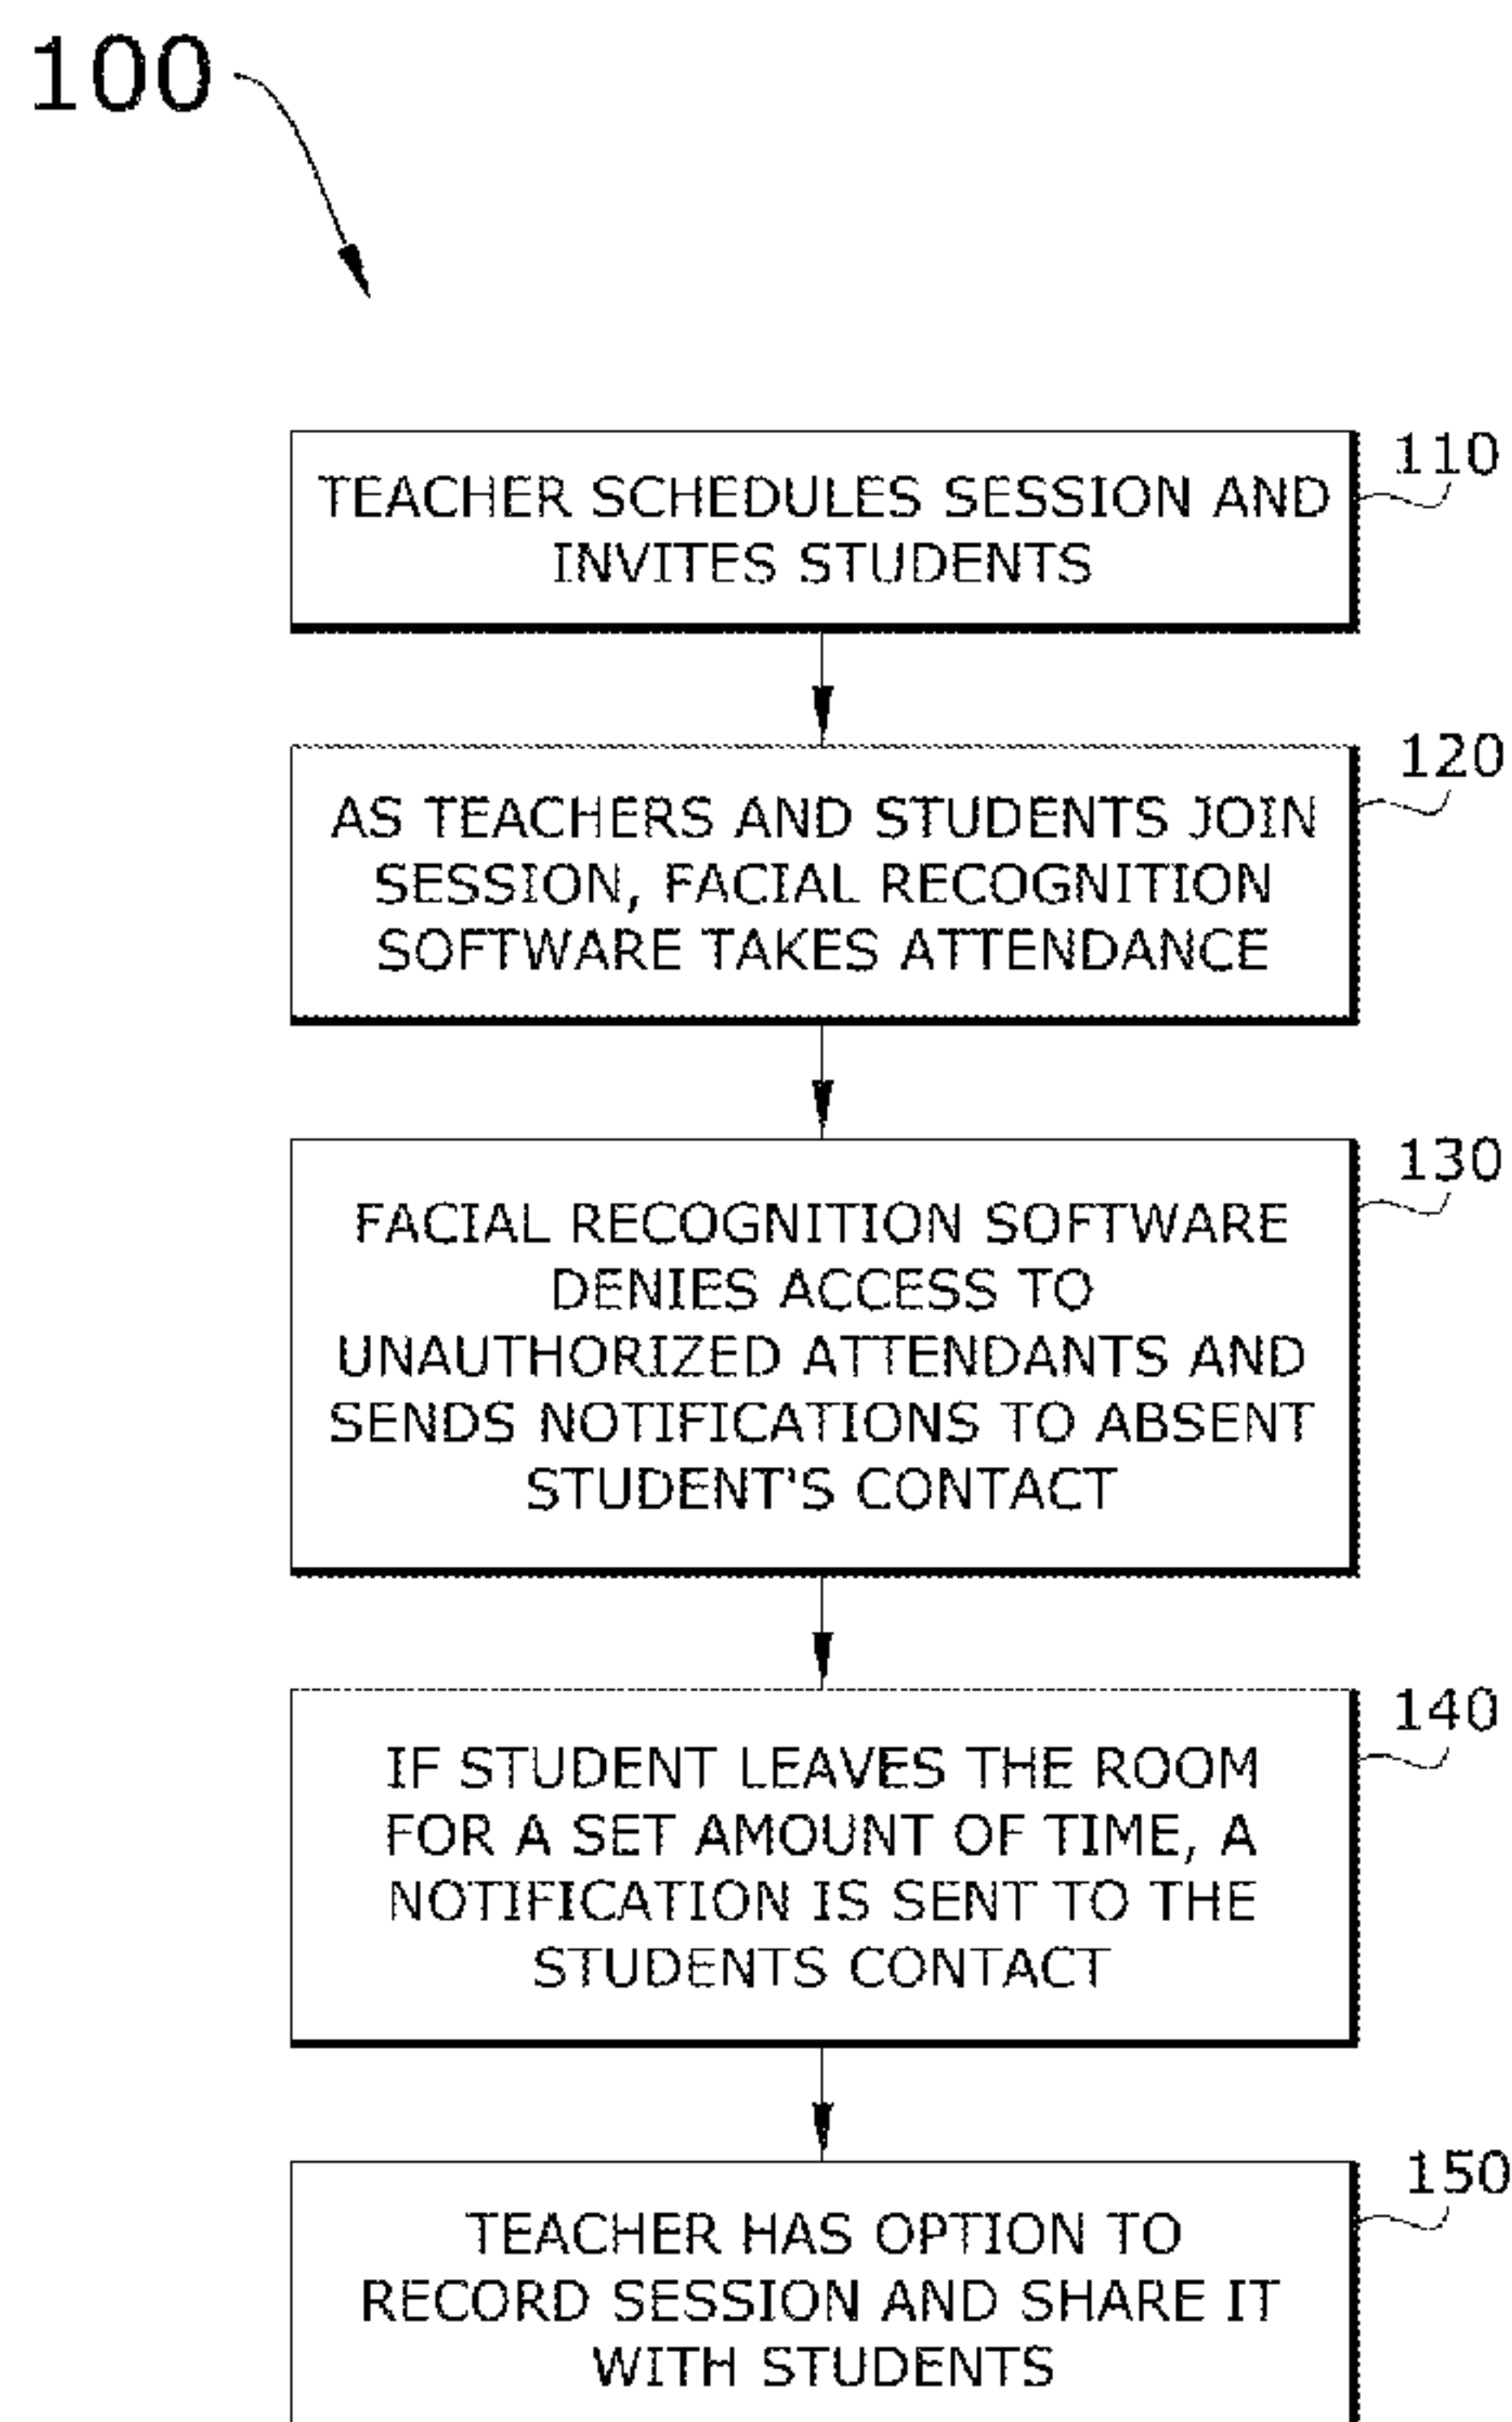 100
110
TEACHER SCHEDULES SESSION AND
INVITES STUDENTS
120
AS TEACHERS AND STUDENTS JOIN
SESSION, FACIAL RECOGNITION
SOFTWARE TAKES ATTENDANCE
130
FACIAL RECOGNITION SOFTWARE
DENIES ACCESS TO
UNAUTHORIZED ATTENDANTS AND
SENDS NOTIFICATIONS TO ABSENT
STUDENT'S CONTACT
140
IF STUDENT LEAVES THE ROOM
FOR A SET AMOUNT OF TIME, A
NOTIFICATION IS SENT TO THE
STUDENTS CONTACT
150
TEACHER HAS OPTION TO
RECORD SESSION AND SHARE IT
WITH STUDENTS